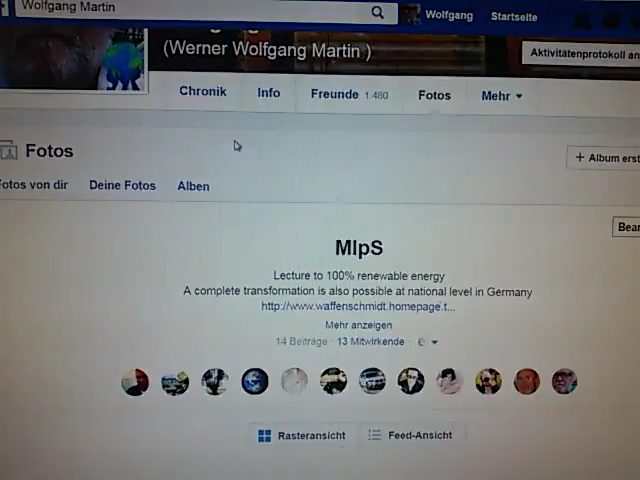 Wolfgang Martin
Wolfgang Startseite
(Werner Wolfgang Martin )
Aktivitätenprotokoll an
Chronik Info Freunde 1.480 Fotos Mehr
Fotos
+ Album erst
Fotos von dir Deine Fotos Alben
Bear
MIpS
Lecture to 100% renewable energy
A complete transformation is also possible at national level in Germany
http://www.waffenschmidt.homepage.t...
Mehr anzeigen
14 Beiträge · 13 Mitwirkende
Rasteransicht Feed-Ansicht